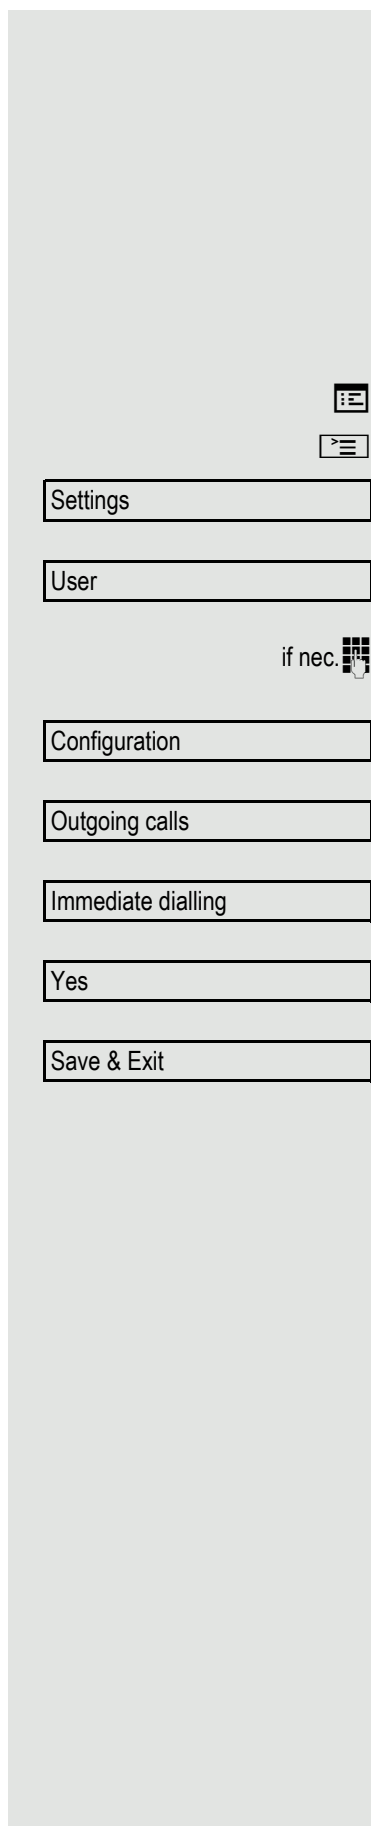 Settings
User
if nec.
Configuration
Outgoing calls
Immediate dialling
Yes
Save & Exit